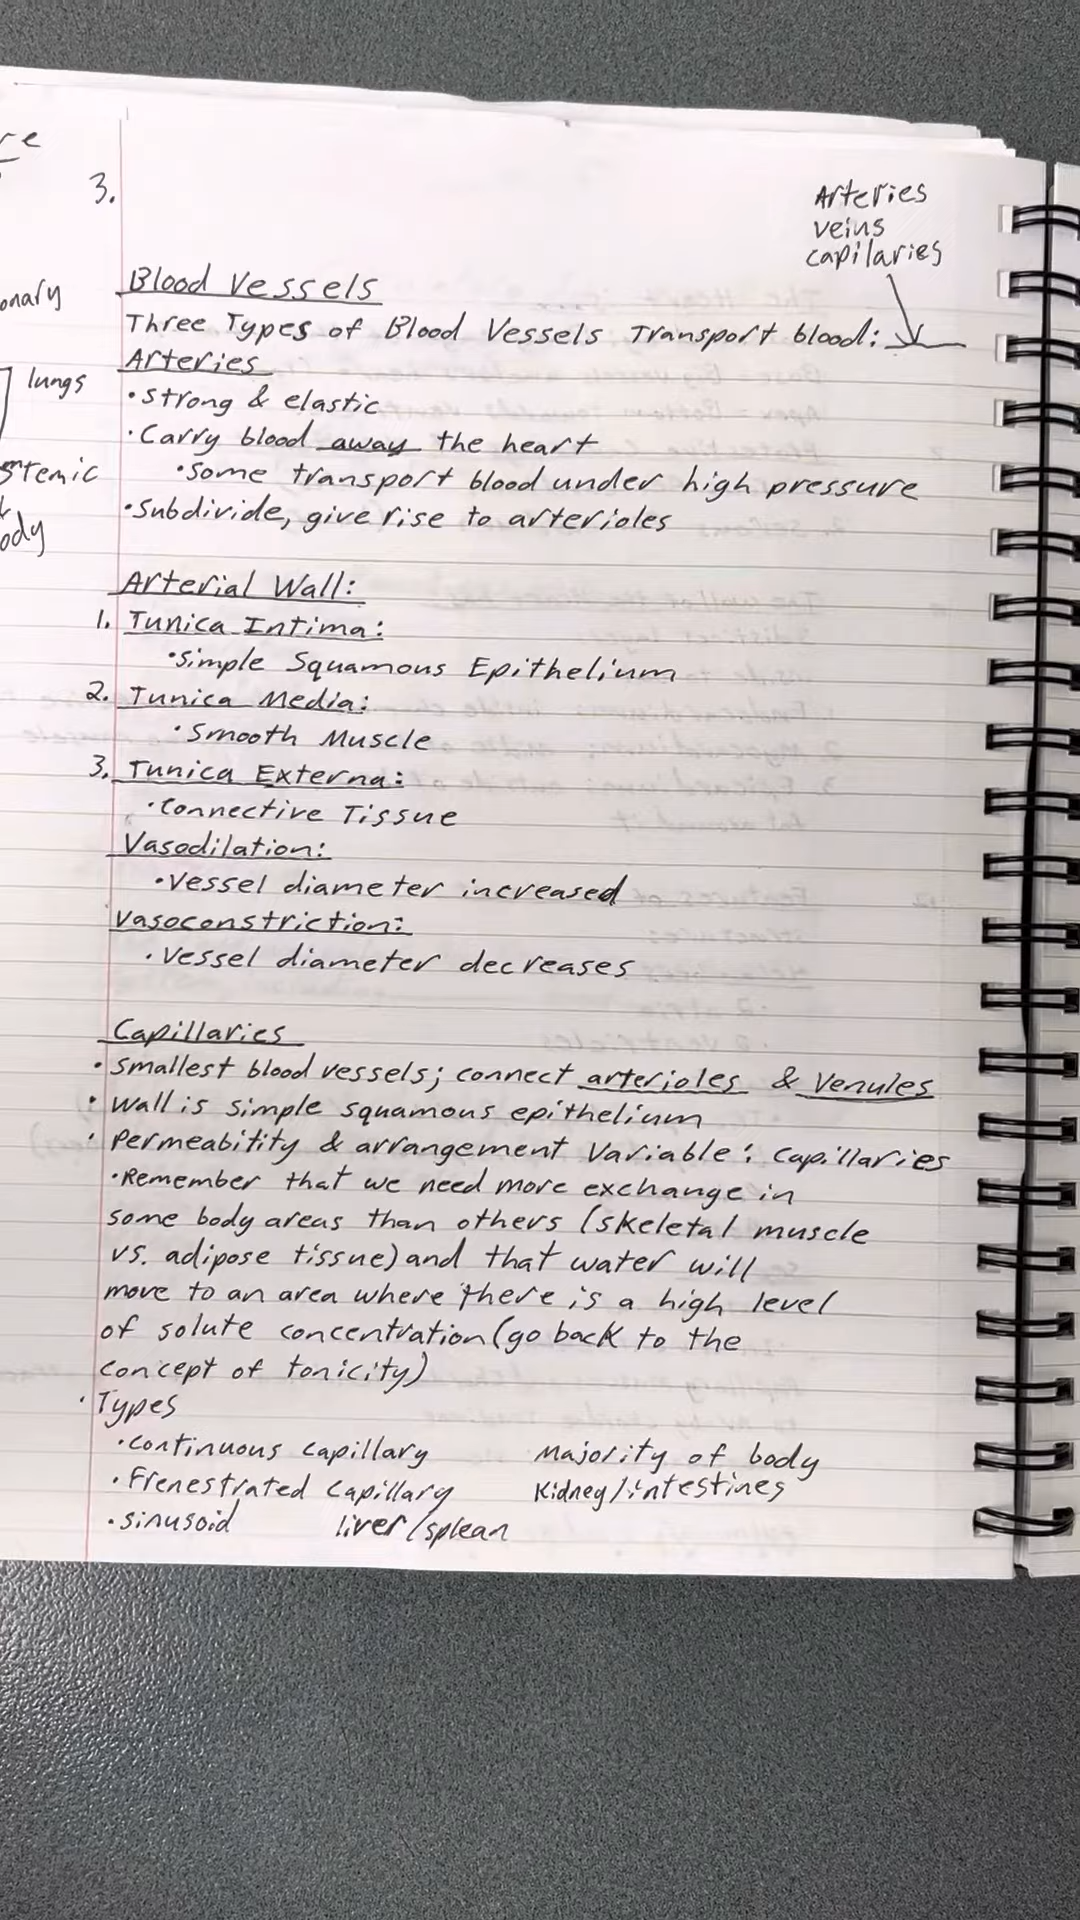 re
onary
lungs
stemic
ody
3.
Arteries
veins
capilaries
Blood Vessels
Three Types of Blood Vessels Transport blood:
Arteries
• Strong & elastic
• Carry blood away the heart
• Some transport blood under high pressure
• Subdivide, give rise to arterioles
Arterial Wall:
1. Tunica Intima:
• Simple Squamous Epithelium
2. Tunica Media:
• Smooth Muscle
3. Tunica Externa:
• Connective Tissue
Vasodilation:
• Vessel diameter increased
Vasoconstriction:
• Vessel diameter decreases
Capillaries
• Smallest blood vessels; connect arterioles & Venules
• Wall is simple squamous epithelium
• Permeabitity & arrangement Variable: Capillaries
• Remember that we need more exchange in
some body areas than others (skeletal muscle
vs. adipose tissue) and that water will
move to an area where there is a high level
of solute concentration (go back to the
concept of tonicity)
• Types
• Continuous Capillary Majority of body
• Frenestrated Capillary Kidney/intestines
• Sinusoid liver/splean